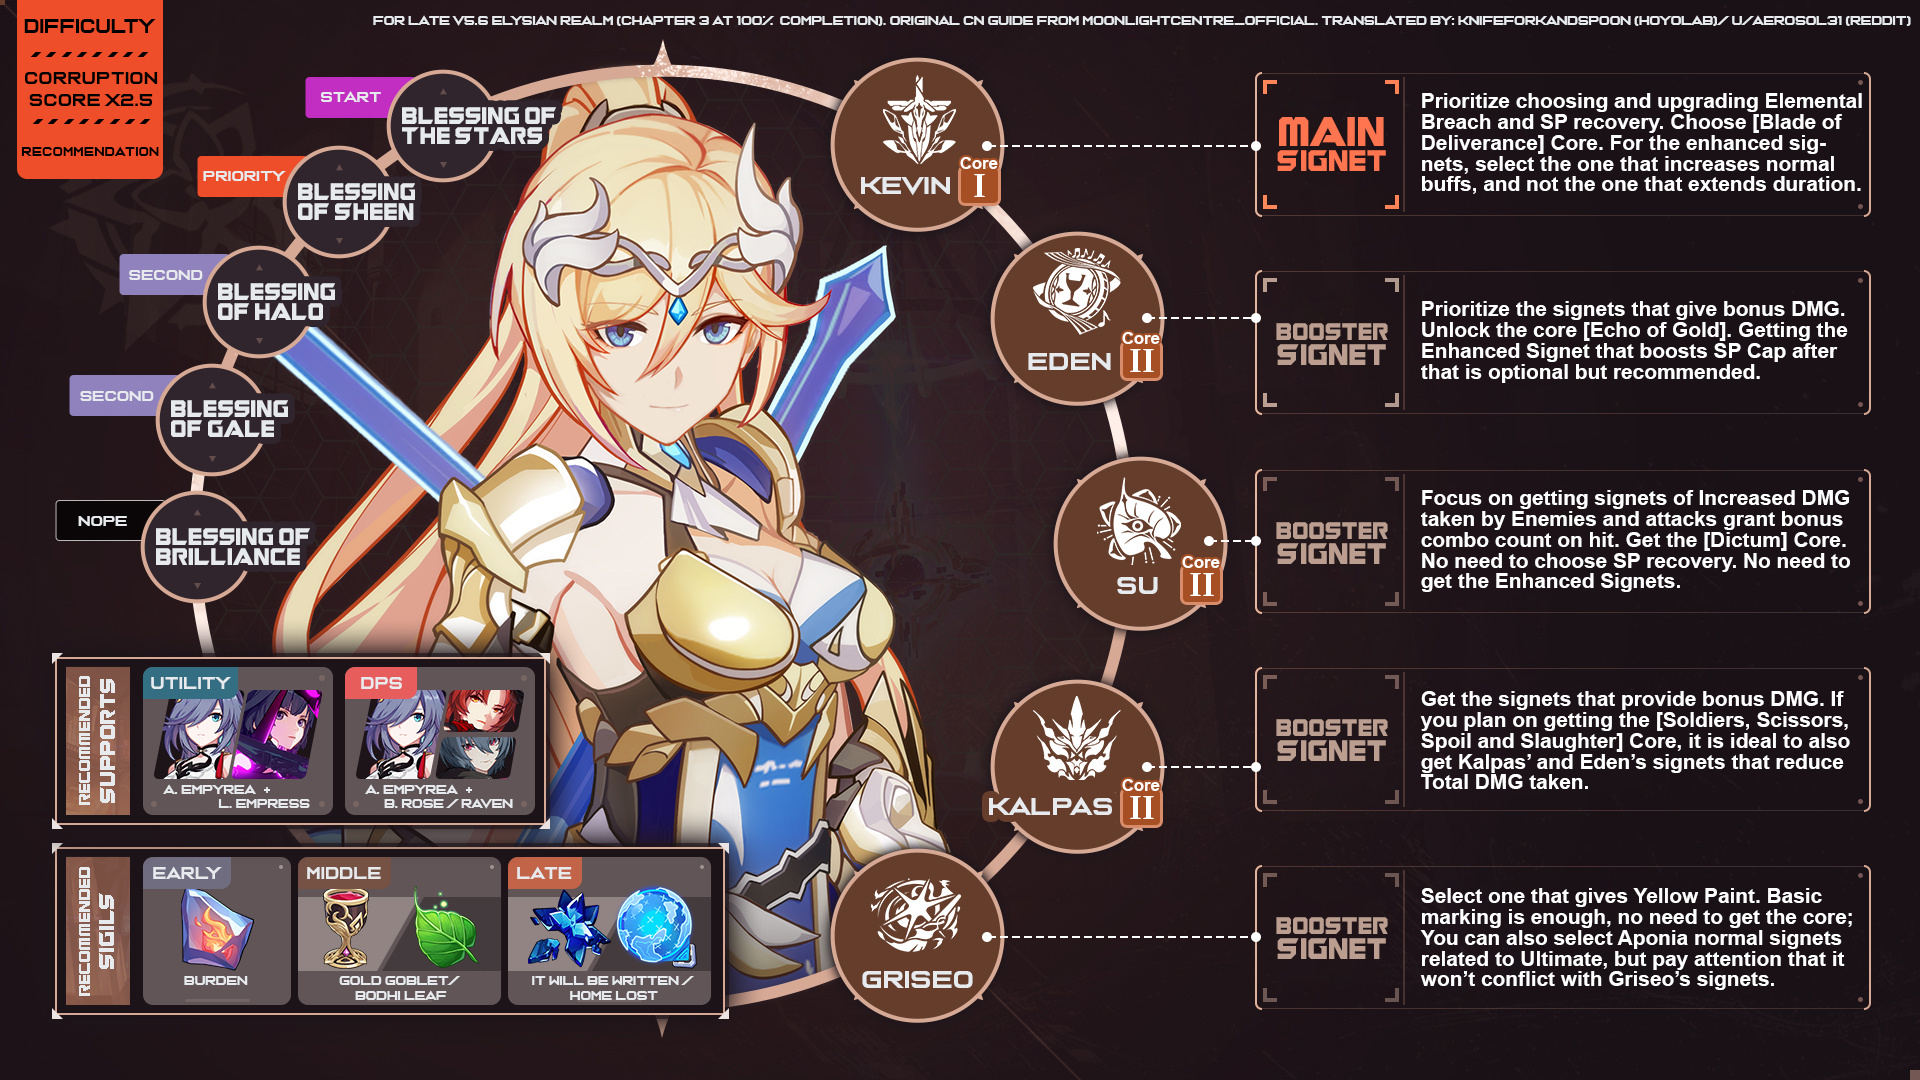 FOR LATE V5.6 ELYSIAN REALM (CHAPTER 3 AT 100% COMPLETION). ORIGINAL CN GUIDE FROM MOONLIGHTCENTRE_OFFICIAL. TRANSLATED BY: KNIFEFORKANDSPOON (HOYOLAB)/ U/AEROSOL31 (REDDIT)
DIFFICULTY
CORRUPTION
SCORE X2.5
RECOMMENDATION
START
BLESSING OF
THE STARS
PRIORITY
BLESSING
OF SHEEN
SECOND
BLESSING
OF HALO
SECOND
BLESSING
OF GALE
NOPE
BLESSING OF
BRILLIANCE
KEVIN
Core
I
MAIN
SIGNET
Prioritize choosing and upgrading Elemental
Breach and SP recovery. Choose [Blade of
Deliverance] Core. For the enhanced sig-
nets, select the one that increases normal
buffs, and not the one that extends duration.
EDEN
Core
II
BOOSTER
SIGNET
Prioritize the signets that give bonus DMG.
Unlock the core [Echo of Gold]. Getting the
Enhanced Signet that boosts SP Cap after
that is optional but recommended.
SU
Core
II
BOOSTER
SIGNET
Focus on getting signets of Increased DMG
taken by Enemies and attacks grant bonus
combo count on hit. Get the [Dictum] Core.
No need to choose SP recovery. No need to
get the Enhanced Signets.
KALPAS
Core
II
BOOSTER
SIGNET
Get the signets that provide bonus DMG. If
you plan on getting the [Soldiers, Scissors,
Spoil and Slaughter] Core, it is ideal to also
get Kalpas' and Eden's signets that reduce
Total DMG taken.
GRISEO
BOOSTER
SIGNET
Select one that gives Yellow Paint. Basic
marking is enough, no need to get the core;
You can also select Aponia normal signets
related to Ultimate, but pay attention that it
won't conflict with Griseo's signets.
RECOMMENDED
SUPPORTS
UTILITY
A. EMPYREA +
L. EMPRESS
DPS
A. EMPYREA +
B. ROSE / RAVEN
RECOMMENDED
SIGILS
EARLY
BURDEN
MIDDLE
GOLD GOBLET/
BODHI LEAF
LATE
IT WILL BE WRITTEN /
HOME LOST